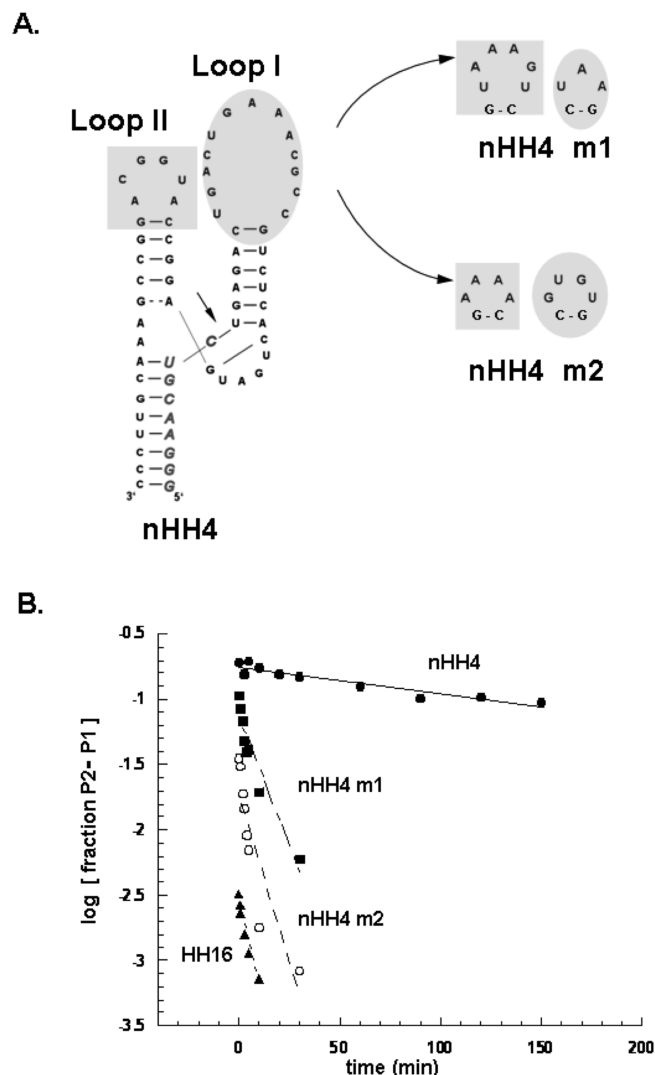 A.
Loop I
Loop II
G A A
U A
C C
A G
G C
U C
C G
A U
G C
A U
G C
U A
C C
G U A G U
G G
C U
A A
G C
G C
C G
C G
G A
A
A
A U
C G
G C
U A
U A
C G
C G
C G
3' 5'
nHH4
A A
A G
U U
G - C
A
U A A
C - G
nHH4 m1
A A
A A
G - C
U G
G U
C - G
nHH4 m2
B.
log [ fraction P2- P1 ]
-0.5
-1
-1.5
-2
-2.5
-3
-3.5
nHH4
nHH4 m1
nHH4 m2
HH16
0 50 100 150 200
time (min)